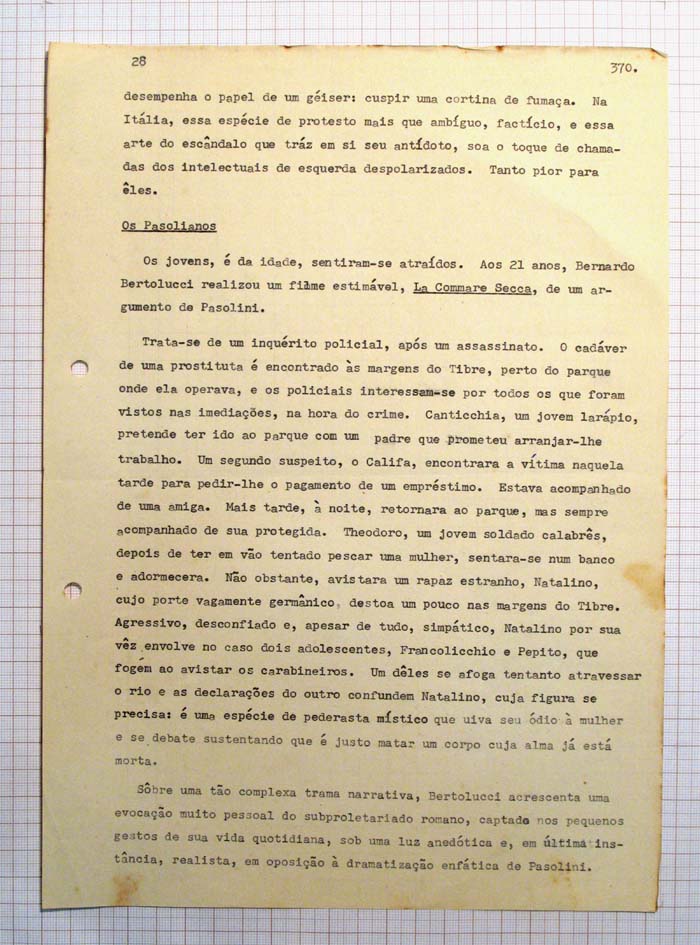 28
370.
desempenha o papel de um géiser: cuspir uma cortina de fumaça. Na
Itália, essa espécie de protesto mais que ambíguo, factício, e essa
arte do escândalo que tráz em si seu antídoto, soa o toque de chama-
das dos intelectuais de esquerda despolarizados. Tanto pior para
êles.
Os Pasolianos
Os jovens, é da idade, sentiram-se atraídos. Aos 21 anos, Bernardo
Bertolucci realizou um filme estimável, La Commare Secca, de um ar-
gumento de Pasolini.
Trata-se de um inquérito policial, após um assassinato. O cadáver
de uma prostituta é encontrado às margens do Tibre, perto do parque
onde ela operava, e os policiais interessam-se por todos os que foram
vistos nas imediações, na hora do crime. Canticchia, um jovem larápio,
pretende ter ido ao parque com um padre que prometeu arranjar-lhe
trabalho. Um segundo suspeito, o Califa, encontrara a vítima naquela
tarde para pedir-lhe o pagamento de um empréstimo. Estava acompanhado
de uma amiga. Mais tarde, à noite, retornara ao parque, mas sempre
acompanhado de sua protegida. Theodoro, um jovem soldado calabrês,
depois de ter em vão tentado pescar uma mulher, sentara-se num banco
e adormecera. Não obstante, avistara um rapaz estranho, Natalino,
cujo porte vagamente germânico, destoa um pouco nas margens do Tibre.
Agressivo, desconfiado e, apesar de tudo, simpático, Natalino por sua
vêz envolve no caso dois adolescentes, Francolicchio e Pepito, que
fogém ao avistar os carabineiros. Um dêles se afoga tentanto atravessar
o rio e as declarações do outro confundem Natalino, cuja figura se
precisa: é uma espécie de pederasta místico que uiva seu ódio à mulher
e se debate sustentando que é justo matar um corpo cuja alma já está
morta.
Sôbre uma tão complexa trama narrativa, Bertolucci acrescenta uma
evocação muito pessoal do subproletariado romano, captado nos pequenos
gestos de sua vida quotidiana, sob uma luz anedótica e, em última ins-
tância, realista, em oposição à dramatização enfática de Pasolini.